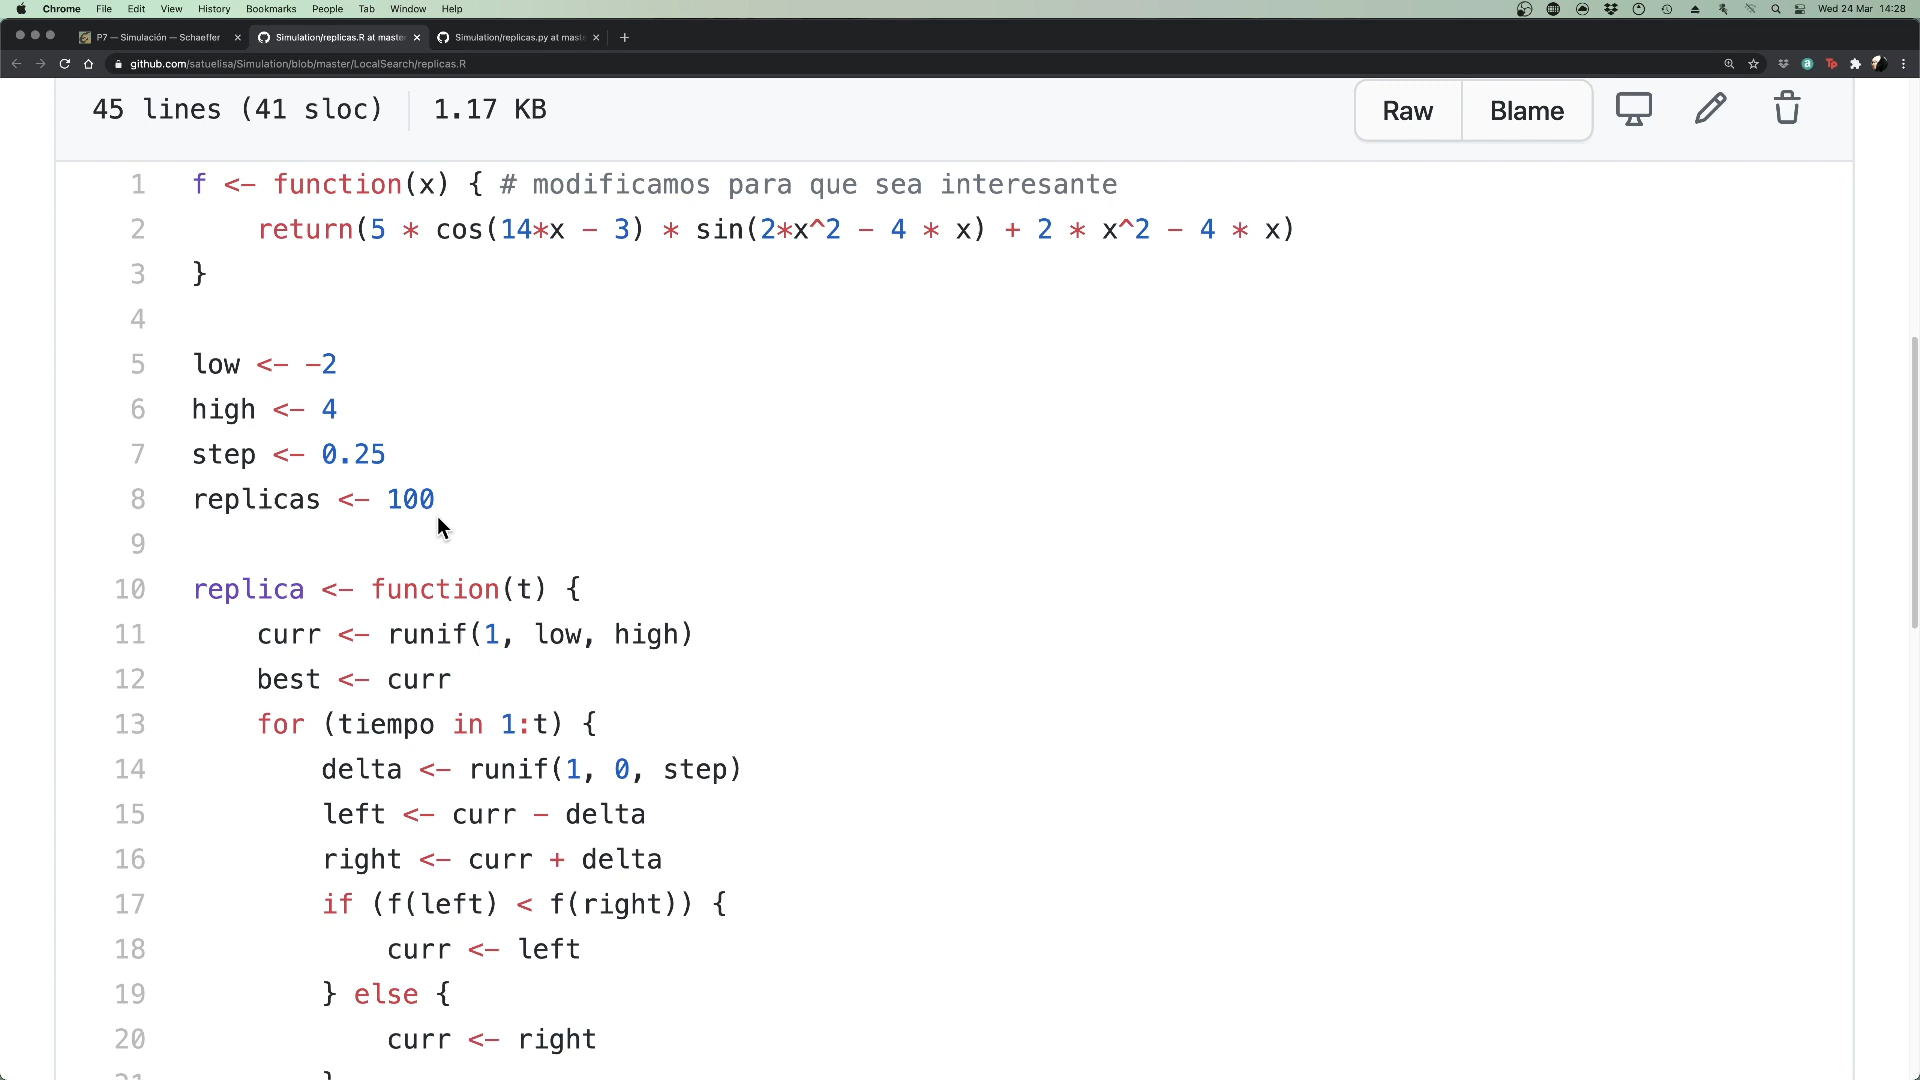 Chrome File Edit View History Bookmarks People Tab Window Help Wed 24 Mar 14:28
P7 — Simulación — Schaeffer Simulation/replicas.R at master Simulation/replicas.py at mast
github.com/satuelisa/Simulation/blob/master/LocalSearch/replicas.R
45 lines (41 sloc) 1.17 KB Raw Blame
1 f <- function(x) { # modificamos para que sea interesante
2 return(5 * cos(14*x - 3) * sin(2*x^2 - 4 * x) + 2 * x^2 - 4 * x)
3 }
4
5 low <- -2
6 high <- 4
7 step <- 0.25
8 replicas <- 100
9
10 replica <- function(t) {
11 curr <- runif(1, low, high)
12 best <- curr
13 for (tiempo in 1:t) {
14 delta <- runif(1, 0, step)
15 left <- curr - delta
16 right <- curr + delta
17 if (f(left) < f(right)) {
18 curr <- left
19 } else {
20 curr <- right
21 }